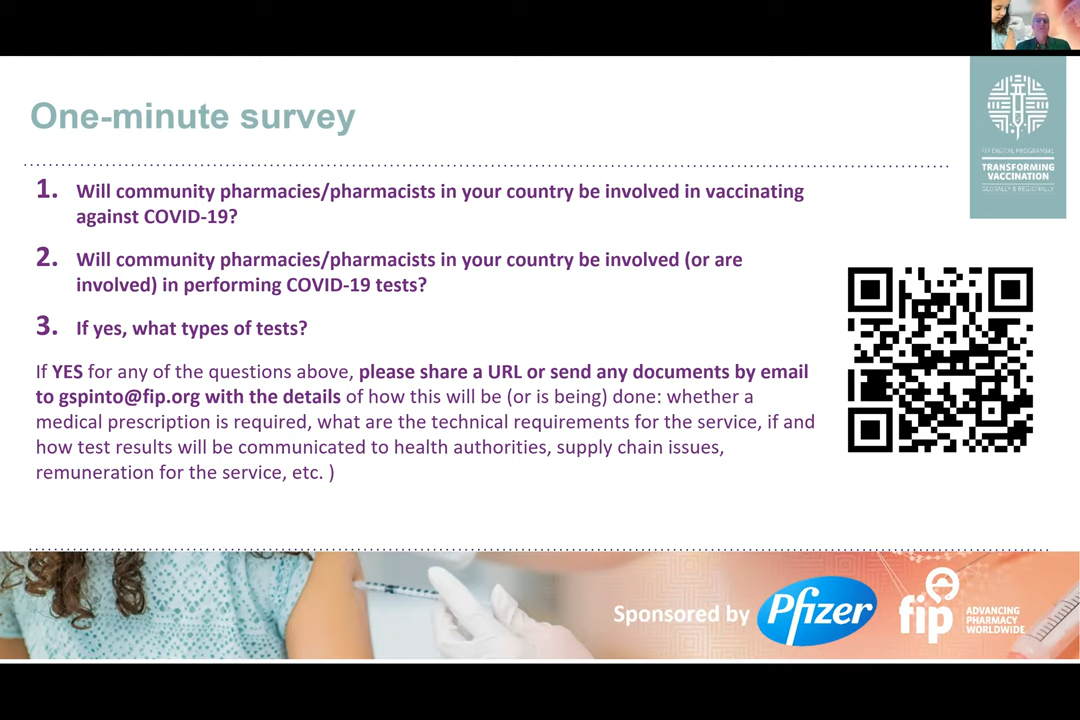 One-minute survey
FIP DIGITAL PROGRAMME
TRANSFORMING
VACCINATION
GLOBALLY & REGIONALLY
1. Will community pharmacies/pharmacists in your country be involved in vaccinating
against COVID-19?
2. Will community pharmacies/pharmacists in your country be involved (or are
involved) in performing COVID-19 tests?
3. If yes, what types of tests?
If YES for any of the questions above, please share a URL or send any documents by email
to gspinto@fip.org with the details of how this will be (or is being) done: whether a
medical prescription is required, what are the technical requirements for the service, if and
how test results will be communicated to health authorities, supply chain issues,
remuneration for the service, etc. )
Sponsored by
Pfizer
fip
ADVANCING
PHARMACY
WORLDWIDE